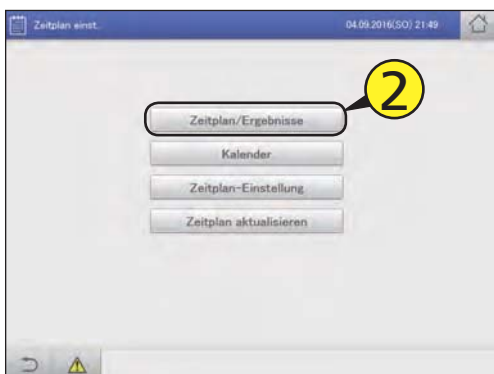 Zeitplan einst.
04.09.2016(SO) 21:49
2
Zeitplan/Ergebnisse
Kalender
Zeitplan-Einstellung
Zeitplan aktualisieren